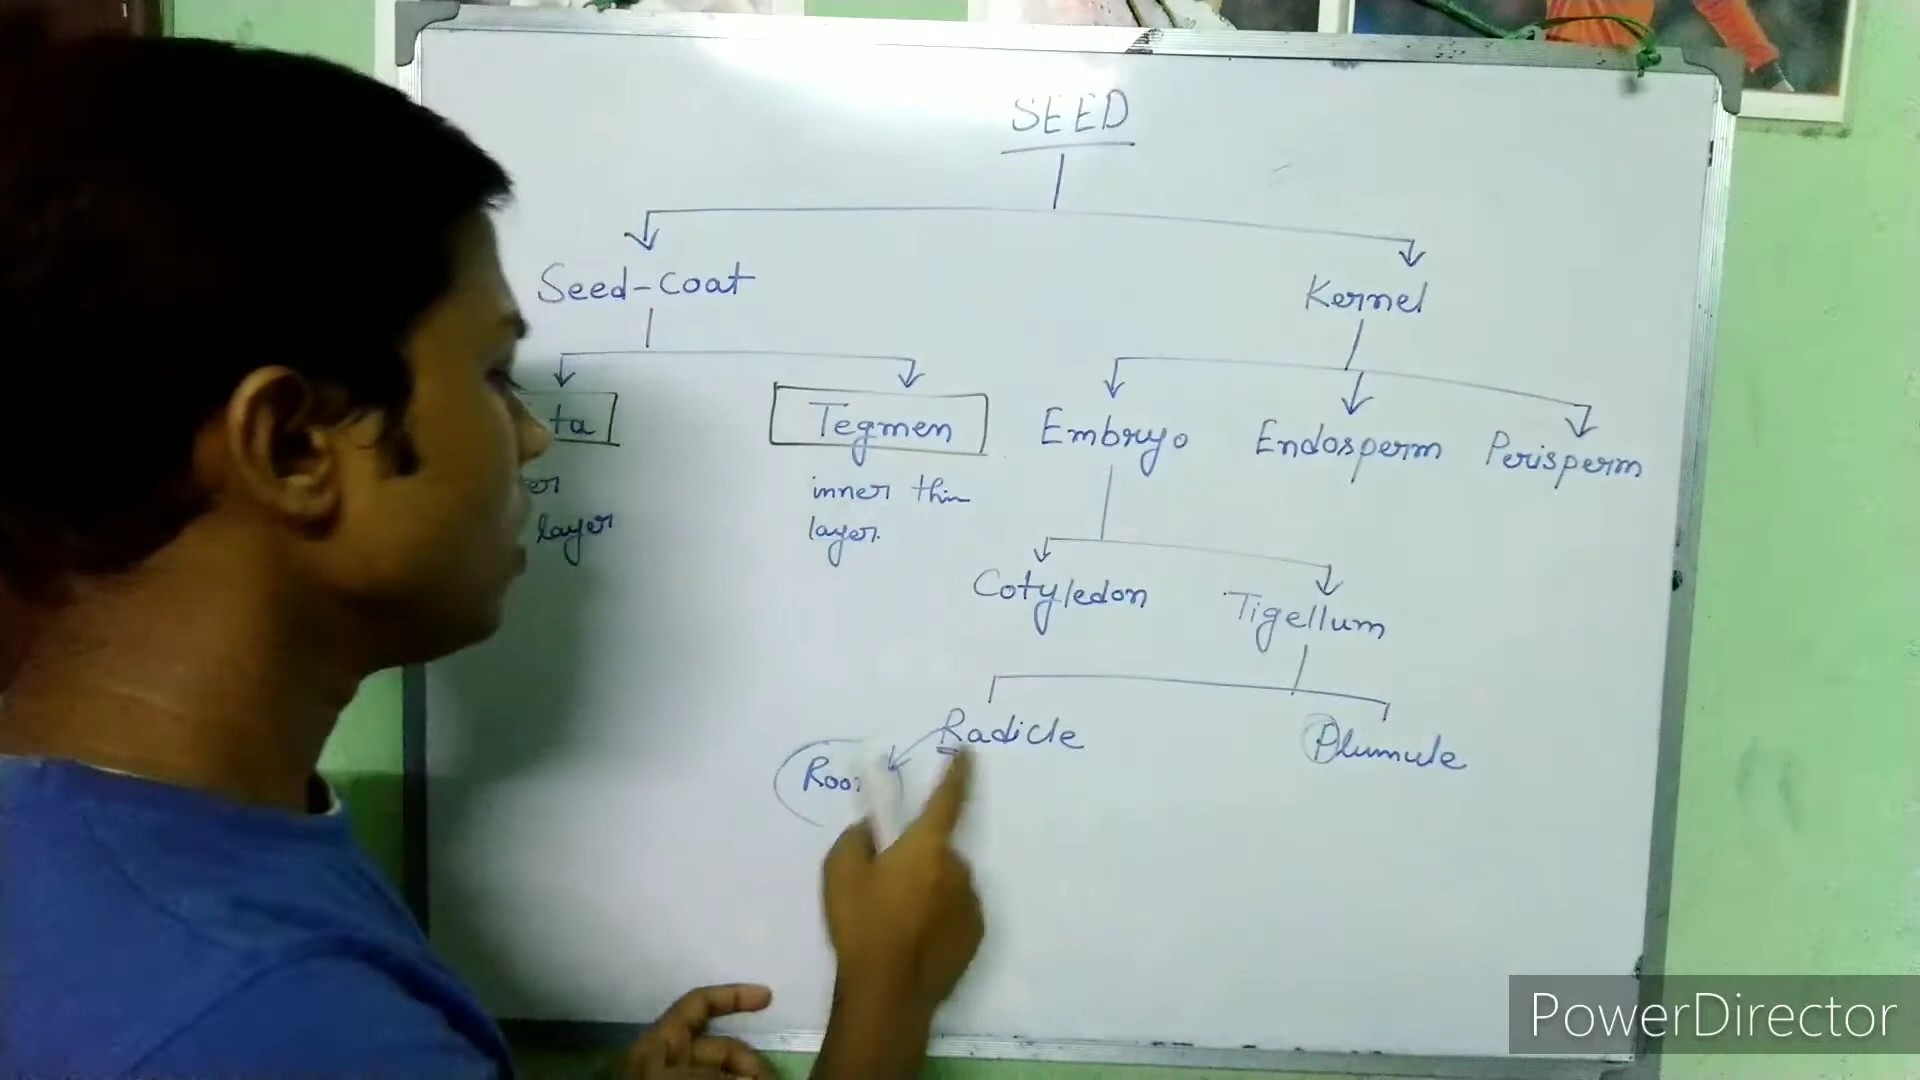 SEED
Seed-coat
Kernel
Tegmen
Embryo
Endosperm
Perisperm
inner thin
layer
layer.
Cotyledon
Tigellum
Radicle
Plumule
PowerDirector